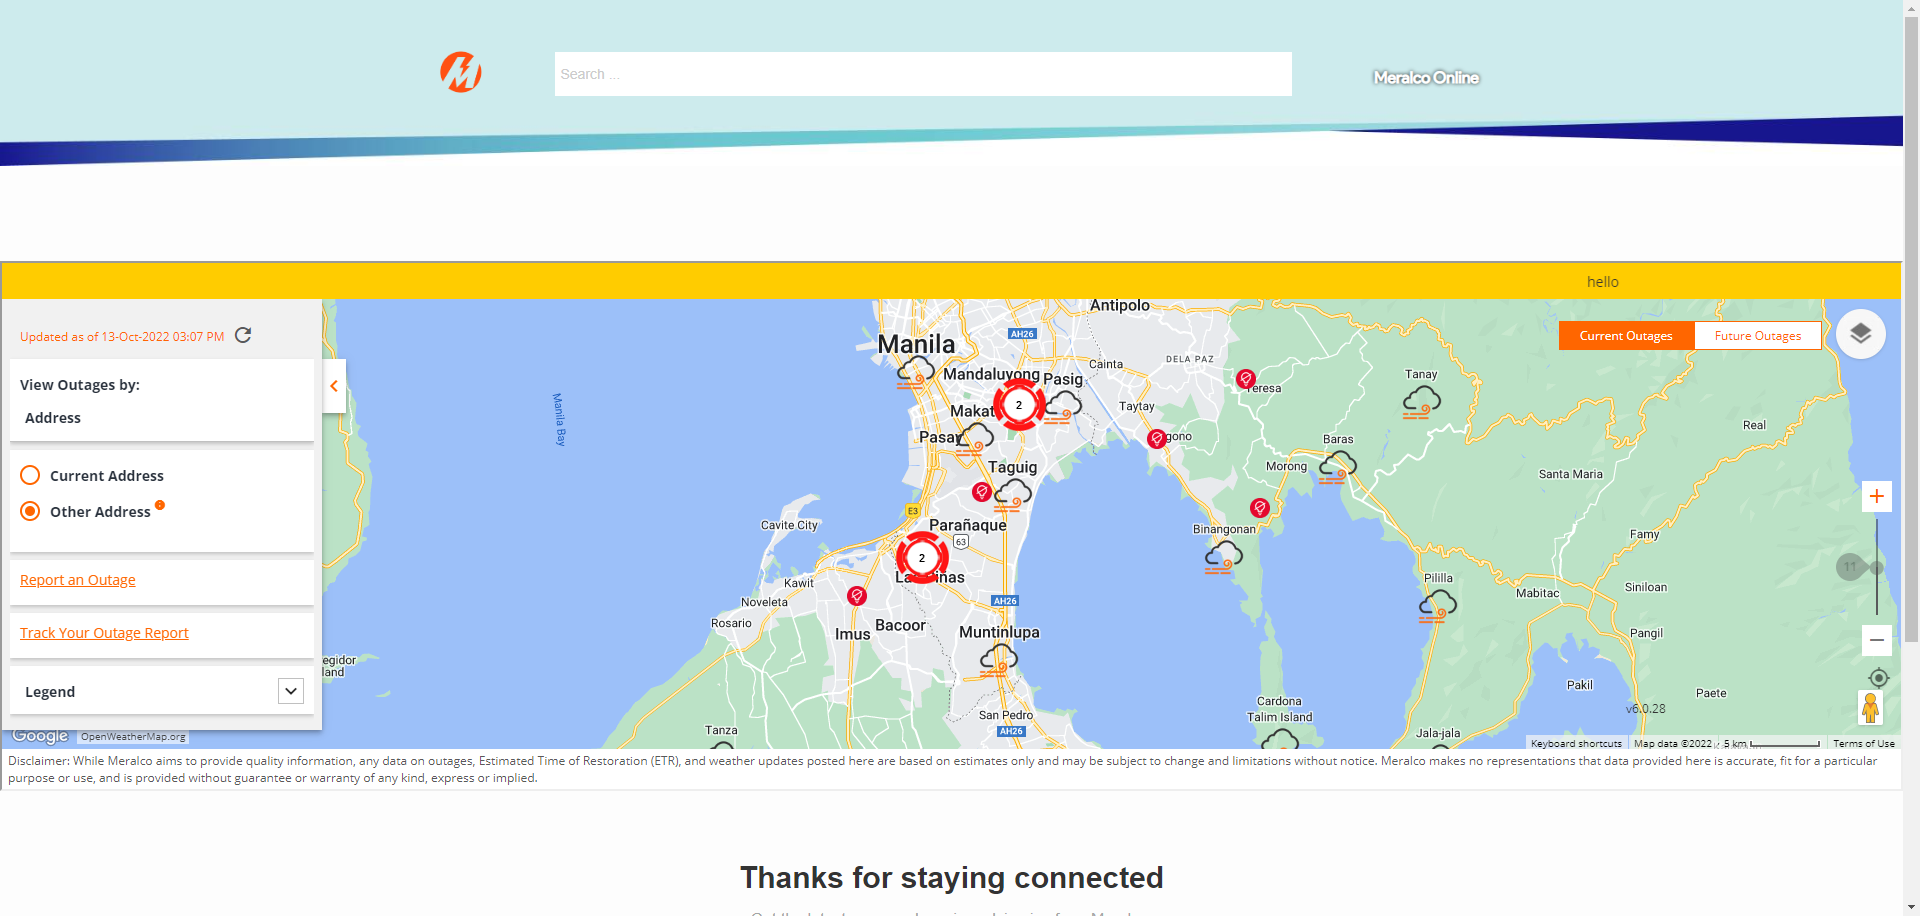 Search ...
Meralco Online
hello
Updated as of 13-Oct-2022 03:07 PM
View Outages by:
Address
Current Address
Other Address
Report an Outage
Track Your Outage Report
Legend
Current Outages
Future Outages
Antipolo
AH26
Manila
Mandaluyong
Pasig
Cainta
DELA PAZ
Teresa
Tanay
Manila Bay
2
Makat
Taytay
Pasay
gono
Baras
Real
Taguig
Morong
Santa Maria
E3
Cavite City
Parañaque
63
Binangonan
Famy
2
11
Las Pinas
Kawit
Pililla
Siniloan
Mabitac
Noveleta
AH26
Rosario
Bacoor
Imus
Muntinlupa
Pangil
egidor
land
Pakil
Paete
Cardona
Talim Island
v6.0.28
San Pedro
Tanza
AH26
Jala-jala
Google
OpenWeatherMap.org
Keyboard shortcuts
Map data ©2022
5 km
Terms of Use
Disclaimer: While Meralco aims to provide quality information, any data on outages, Estimated Time of Restoration (ETR), and weather updates posted here are based on estimates only and may be subject to change and limitations without notice. Meralco makes no representations that data provided here is accurate, fit for a particular
purpose or use, and is provided without guarantee or warranty of any kind, express or implied.
Thanks for staying connected